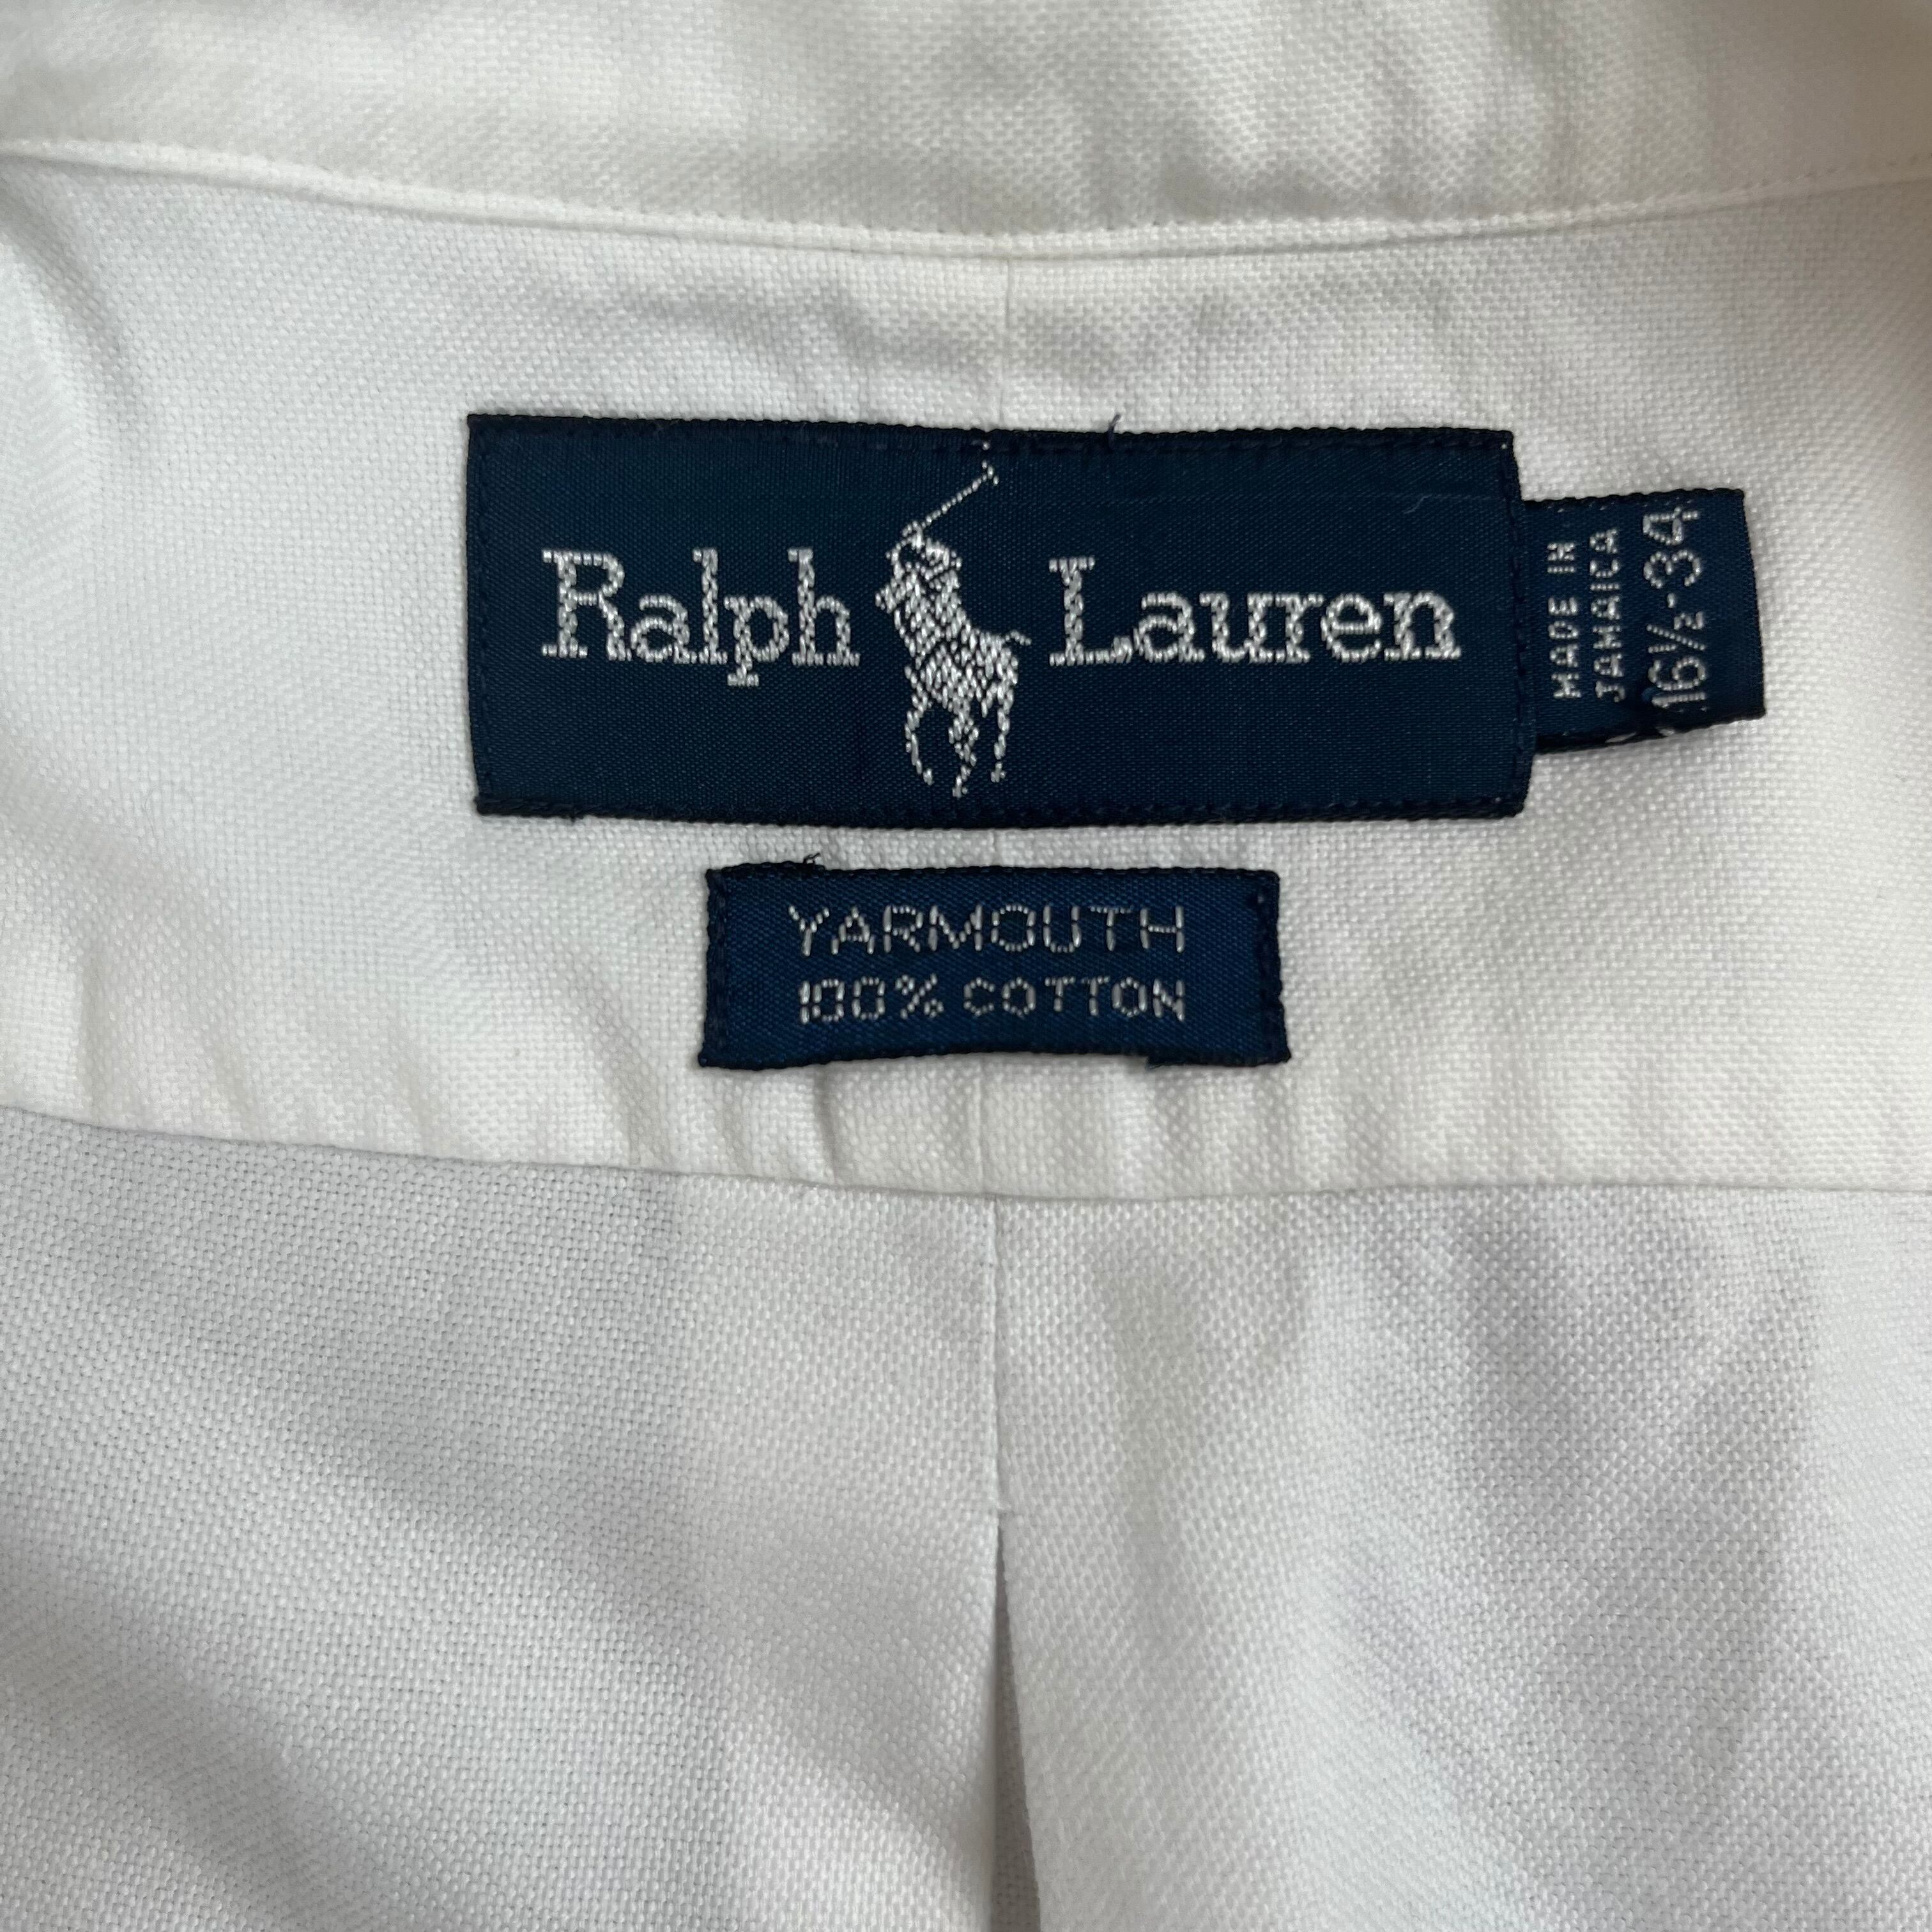 Ralph Lauren
MADE IN
JAMAICA
16½-34
YARMOUTH
100% COTTON